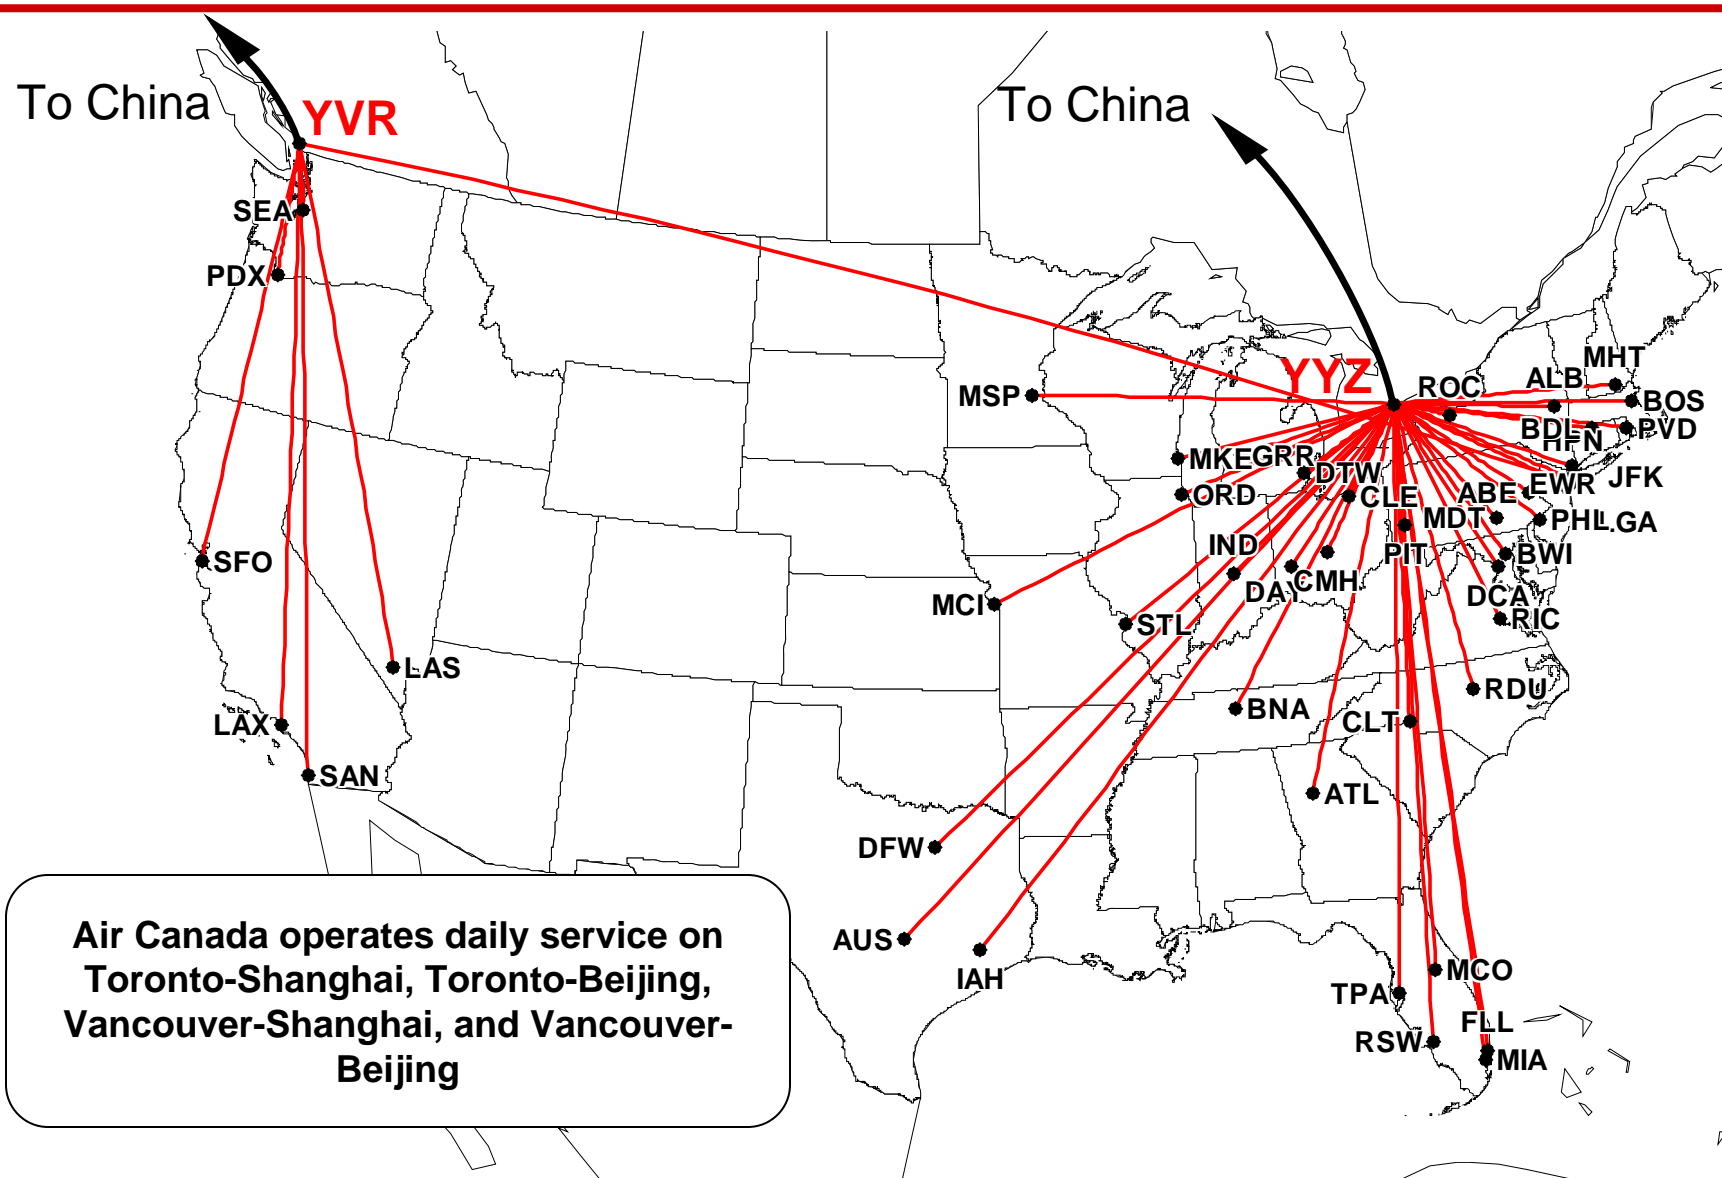 To China
YVR
To China
SEA
PDX
MHT
YYZ
ROC
ALB
MSP
BOS
BDL
HPN
PVD
MKE
GRR
DTW
JFK
ORD
CLE
ABE
EWR
MDT
PHL
LGA
IND
PIT
BWI
SFO
DAY
CMH
MCI
DCA
RIC
STL
LAS
RDU
BNA
LAX
CLT
SAN
ATL
DFW
AUS
IAH
MCO
TPA
FLL
RSW
MIA
Air Canada operates daily service on
Toronto-Shanghai, Toronto-Beijing,
Vancouver-Shanghai, and Vancouver-
Beijing